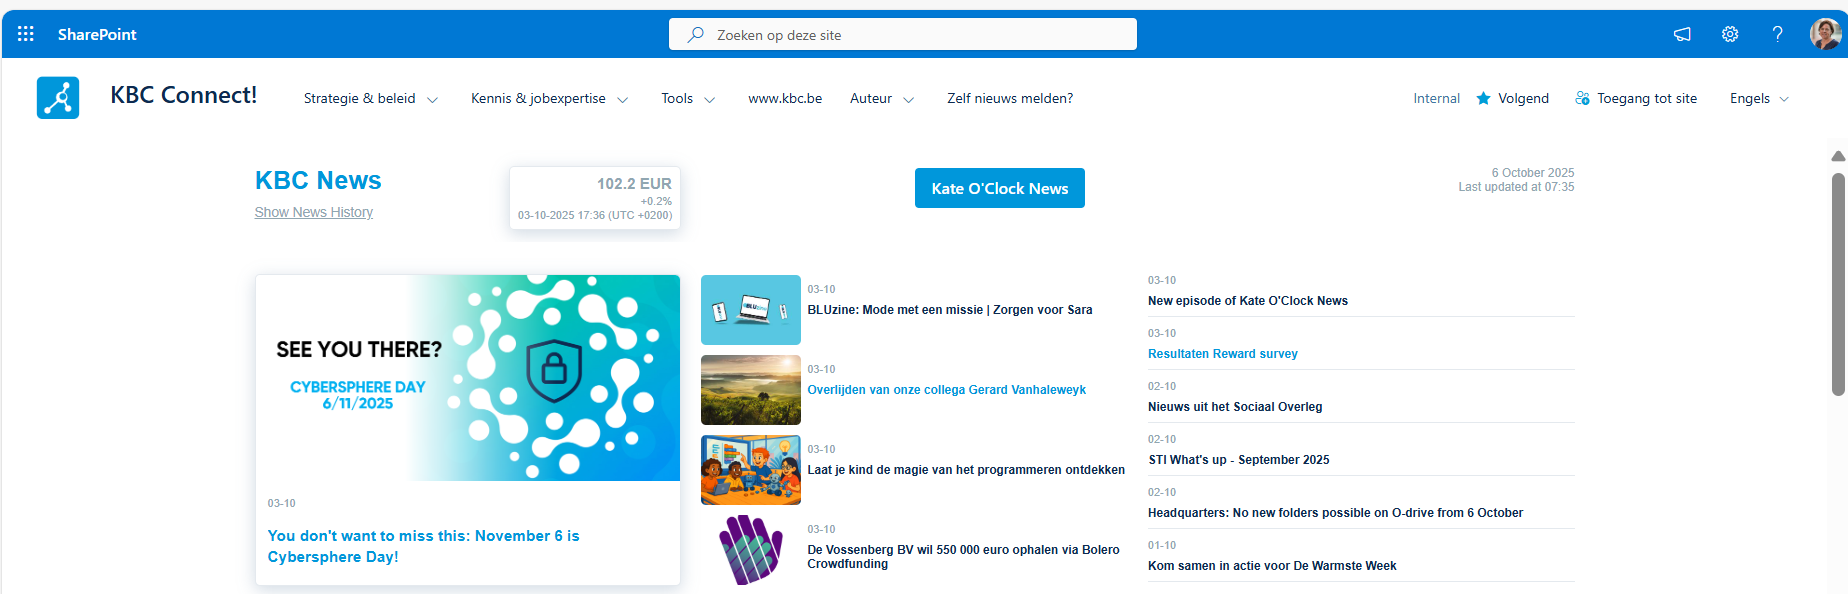 SharePoint
Zoeken op deze site
KBC Connect!
Strategie & beleid
Kennis & jobexpertise
Tools
www.kbc.be
Auteur
Zelf nieuws melden?
Internal
Volgend
Toegang tot site
Engels
KBC News
Show News History
102.2 EUR
+0.2%
03-10-2025 17:36 (UTC +0200)
Kate O'Clock News
6 October 2025
Last updated at 07:35
SEE YOU THERE?
CYBERSPHERE DAY
6/11/2025
03-10
You don't want to miss this: November 6 is
Cybersphere Day!
BLUzine
03-10
BLUzine: Mode met een missie | Zorgen voor Sara
03-10
Overlijden van onze collega Gerard Vanhaleweyk
03-10
Laat je kind de magie van het programmeren ontdekken
03-10
De Vossenberg BV wil 550 000 euro ophalen via Bolero
Crowdfunding
03-10
New episode of Kate O'Clock News
03-10
Resultaten Reward survey
02-10
Nieuws uit het Sociaal Overleg
02-10
STI What's up - September 2025
02-10
Headquarters: No new folders possible on O-drive from 6 October
01-10
Kom samen in actie voor De Warmste Week